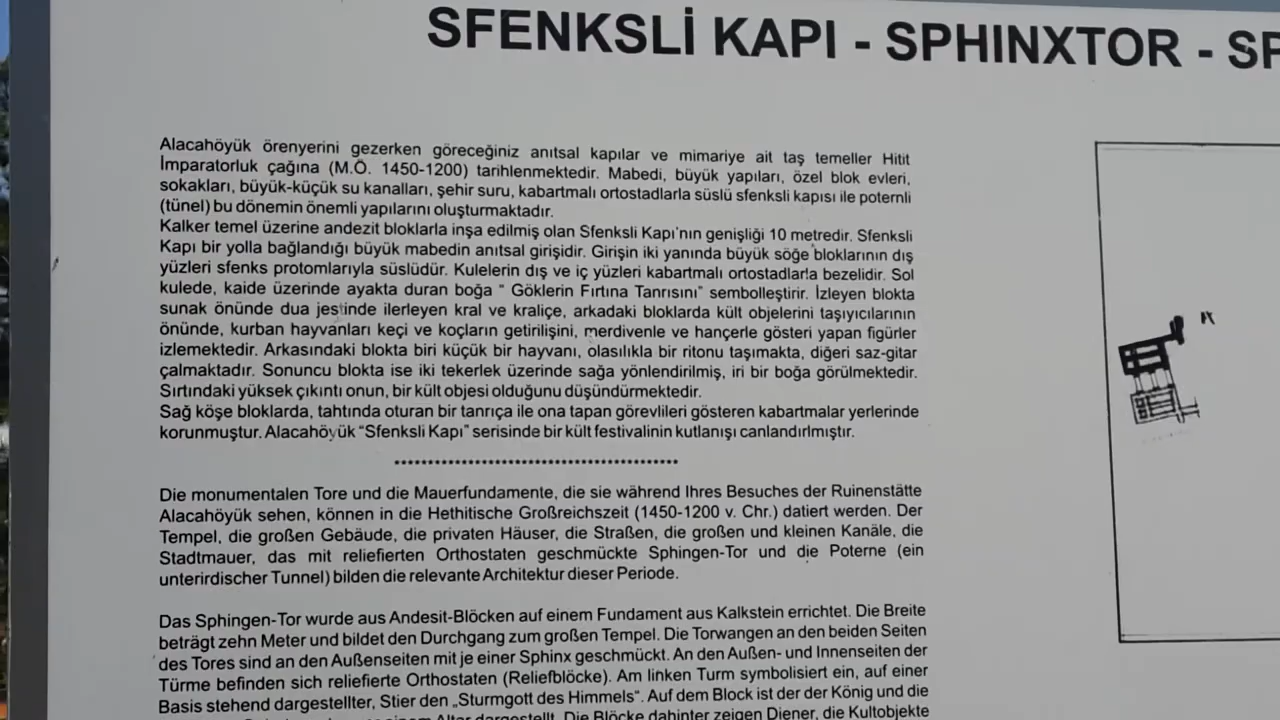 SFENKSLİ KAPI - SPHINXTOR - SP
Alacahöyük örenyerini gezerken göreceğiniz anıtsal kapılar ve mimariye ait taş temeller Hitit
İmparatorluk çağına (M.Ö. 1450-1200) tarihlenmektedir. Mabedi, büyük yapıları, özel blok evleri,
sokakları, büyük-küçük su kanalları, şehir suru, kabartmalı ortostadlarla süslü sfenksli kapısı ile poternli
(tünel) bu dönemin önemli yapılarını oluşturmaktadır.
Kalker temel üzerine andezit bloklarla inşa edilmiş olan Sfenksli Kapı'nın genişliği 10 metredir. Sfenksli
Kapı bir yolla bağlandığı büyük mabedin anıtsal girişidir. Girişin iki yanında büyük söğe bloklarının dış
yüzleri sfenks protomlarıyla süslüdür. Kulelerin dış ve iç yüzleri kabartmalı ortostadlarla bezelidir. Sol
kulede, kaide üzerinde ayakta duran boğa " Göklerin Fırtına Tanrısını" sembolleştirir. İzleyen blokta
sunak önünde dua jestinde ilerleyen kral ve kraliçe, arkadaki bloklarda kült objelerini taşıyıcılarının
önünde, kurban hayvanları keçi ve koçların getirilişini, merdivenle ve hançerle gösteri yapan figürler
izlemektedir. Arkasındaki blokta biri küçük bir hayvanı, olasılıkla bir ritonu taşımakta, diğeri saz-gitar
çalmaktadır. Sonuncu blokta ise iki tekerlek üzerinde sağa yönlendirilmiş, iri bir boğa görülmektedir.
Sırtındaki yüksek çıkıntı onun, bir kült objesi olduğunu düşündürmektedir.
Sağ köşe bloklarda, tahtında oturan bir tanrıça ile ona tapan görevlileri gösteren kabartmalar yerlerinde
korunmuştur. Alacahöyük "Sfenksli Kapı" serisinde bir kült festivalinin kutlanışı canlandırlmıştır.
Die monumentalen Tore und die Mauerfundamente, die sie während Ihres Besuches der Ruinenstätte
Alacahöyük sehen, können in die Hethitische Großreichszeit (1450-1200 v. Chr.) datiert werden. Der
Tempel, die großen Gebäude, die privaten Häuser, die Straßen, die großen und kleinen Kanäle, die
Stadtmauer, das mit reliefierten Orthostaten geschmückte Sphingen-Tor und die Poterne (ein
unterirdischer Tunnel) bilden die relevante Architektur dieser Periode.
Das Sphingen-Tor wurde aus Andesit-Blöcken auf einem Fundament aus Kalkstein errichtet. Die Breite
beträgt zehn Meter und bildet den Durchgang zum großen Tempel. Die Torwangen an den beiden Seiten
des Tores sind an den Außenseiten mit je einer Sphinx geschmückt. An den Außen- und Innenseiten der
Türme befinden sich reliefierte Orthostaten (Reliefblöcke). Am linken Turm symbolisiert ein, auf einer
Basis stehend dargestellter, Stier den „Sturmgott des Himmels". Auf dem Block ist der der König und die
einem Altar dargestellt. Die Blöcke dahinter zeigen Diener, die Kultobjekte